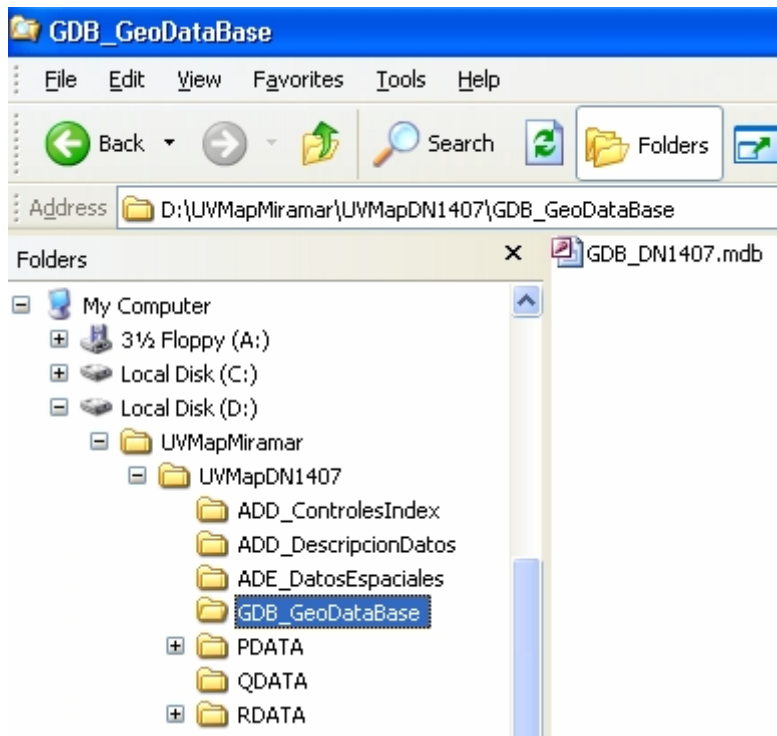 GDB_GeoDataBase
File Edit View Favorites Tools Help
Back Search Folders
Address D:\UVMapMiramar\UVMapDN1407\GDB_GeoDataBase
Folders
GDB_DN1407.mdb
My Computer
3½ Floppy (A:)
Local Disk (C:)
Local Disk (D:)
UVMapMiramar
UVMapDN1407
ADD_ControlesIndex
ADD_DescripcionDatos
ADE_DatosEspaciales
GDB_GeoDataBase
PDATA
QDATA
RDATA